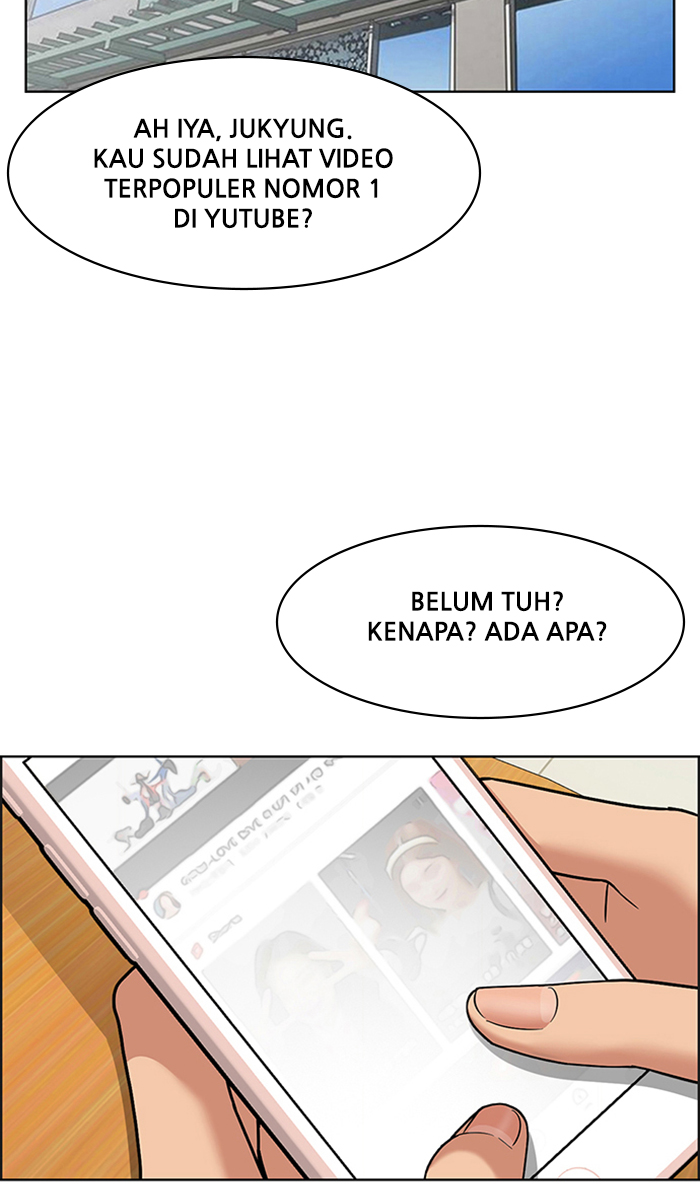 AH IYA, JUKYUNG.
KAU SUDAH LIHAT VIDEO
TERPOPULER NOMOR 1
DI YUTUBE?
BELUM TUH?
KENAPA? ADA APA?